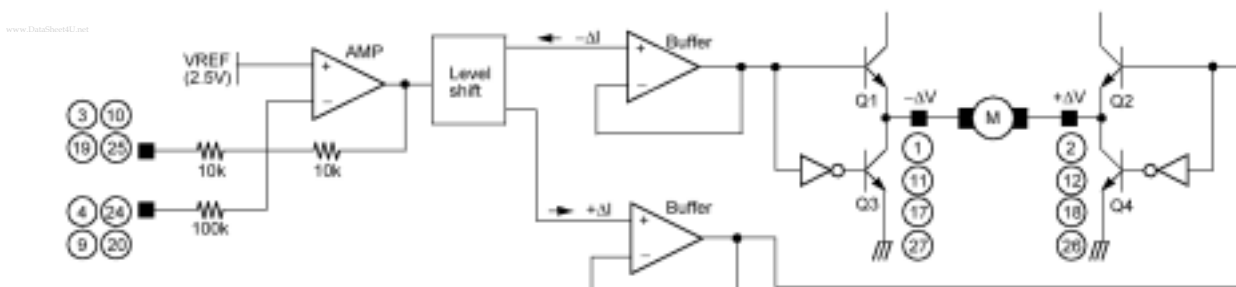 www.DataSheet4U.net
VREF
(2.5V)
+
−
AMP
Level
shift
−ΔI
+
−
Buffer
Q1
−ΔV
M
+ΔV
Q2
3 10
19 25
10k
10k
4 24
9 20
100k
+ΔI
+
−
Buffer
Q3
1
11
17
27
2
12
18
26
Q4